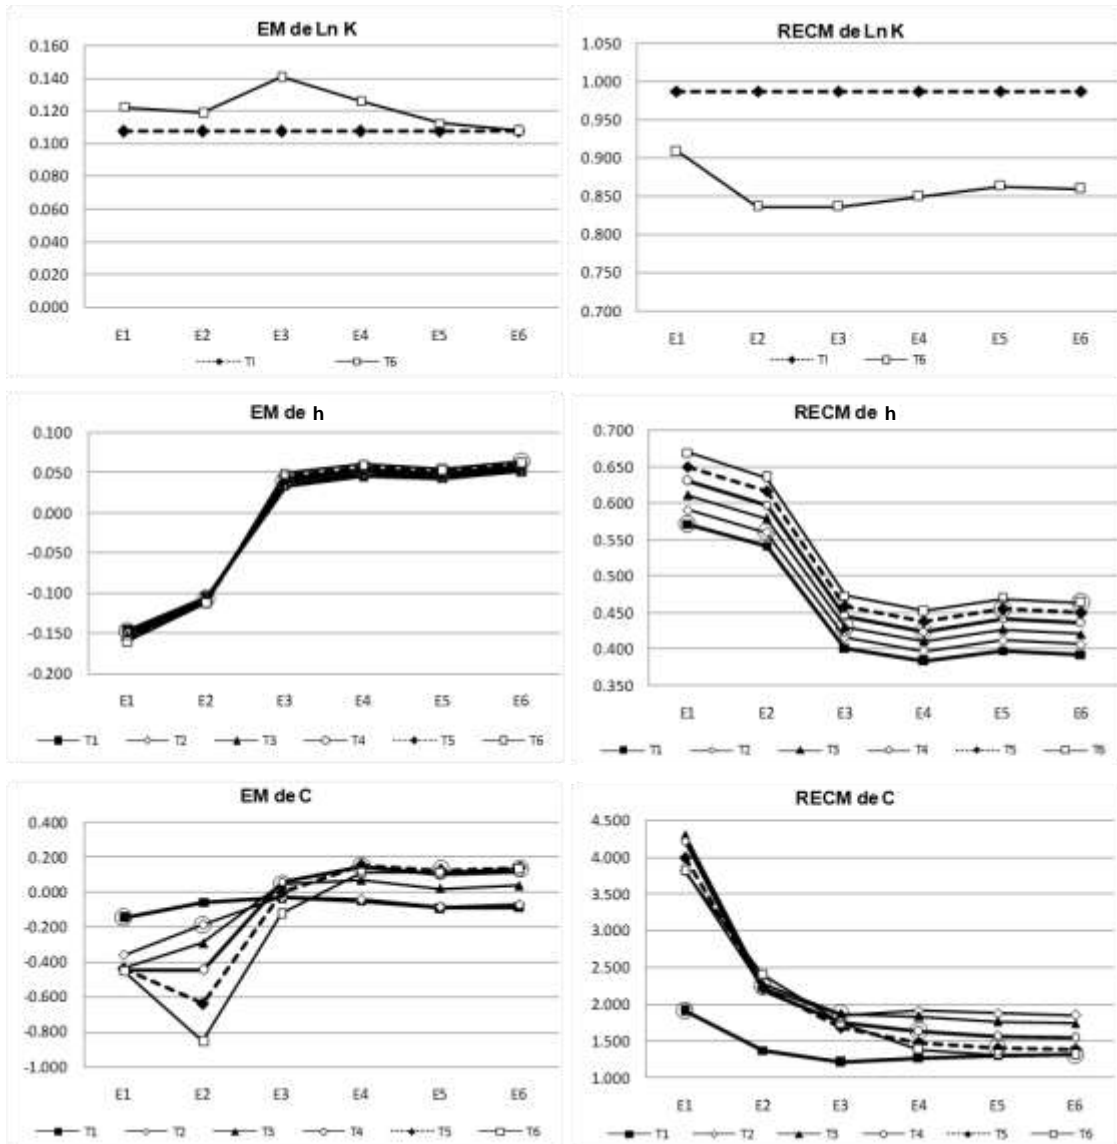 EM de Ln K
0.160
0.140
0.120
0.100
0.080
0.060
0.040
0.020
0.000
E1 E2 E3 E4 E5 E6
TI T6
RECM de Ln K
1.050
1.000
0.950
0.900
0.850
0.800
0.750
0.700
E1 E2 E3 E4 E5 E6
TI T6
EM de h
0.100
0.050
0.000
-0.050
-0.100
-0.150
-0.200
E1 E2 E3 E4 E5 E6
T1 T2 T3 T4 T5 T6
RECM de h
0.700
0.650
0.600
0.550
0.500
0.450
0.400
0.350
E1 E2 E3 E4 E5 E6
T1 T2 T3 T4 T5 T6
EM de C
0.400
0.200
0.000
-0.200
-0.400
-0.600
-0.800
-1.000
E1 E2 E3 E4 E5 E6
T1 T2 T3 T4 T5 T6
RECM de C
4.500
4.000
3.500
3.000
2.500
2.000
1.500
1.000
E1 E2 E3 E4 E5 E6
T1 T2 T3 T4 T5 T6